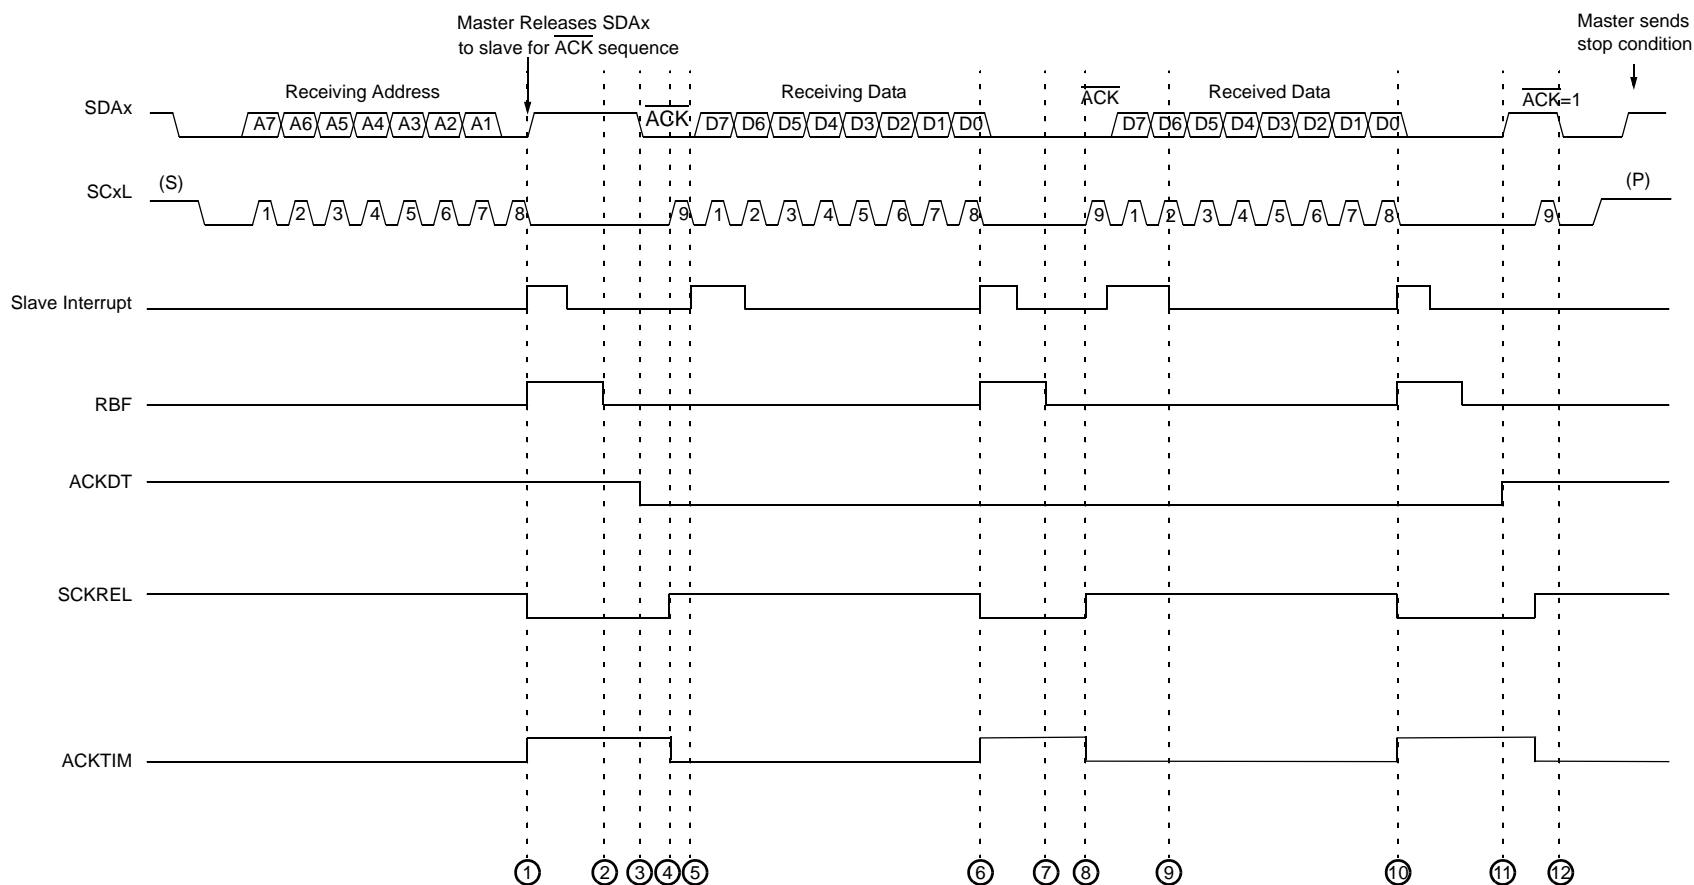 Master Releases SDAx
to slave for ACK sequence
Master sends
stop condition
Receiving Address
Receiving Data
Received Data
SDAx
A7 A6 A5 A4 A3 A2 A1
ACK
D7 D6 D5 D4 D3 D2 D1 D0
ACK
D7 D6 D5 D4 D3 D2 D1 D0
ACK=1
SCxL
(S)
1 2 3 4 5 6 7 8 9 1 2 3 4 5 6 7 8 9 1 2 3 4 5 6 7 8 9
(P)
Slave Interrupt
RBF
ACKDT
SCKREL
ACKTIM
1 2 3 4 5 6 7 8 9 10 11 12